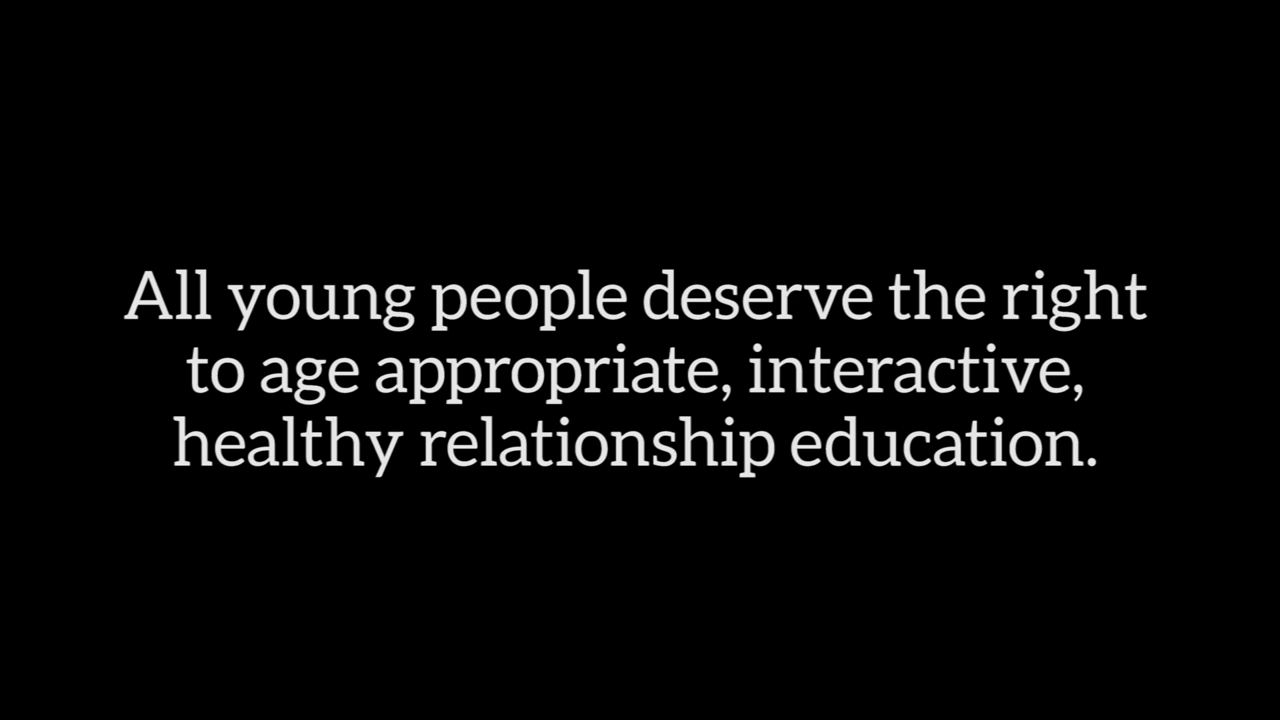 All young people deserve the right
to age appropriate, interactive,
healthy relationship education.